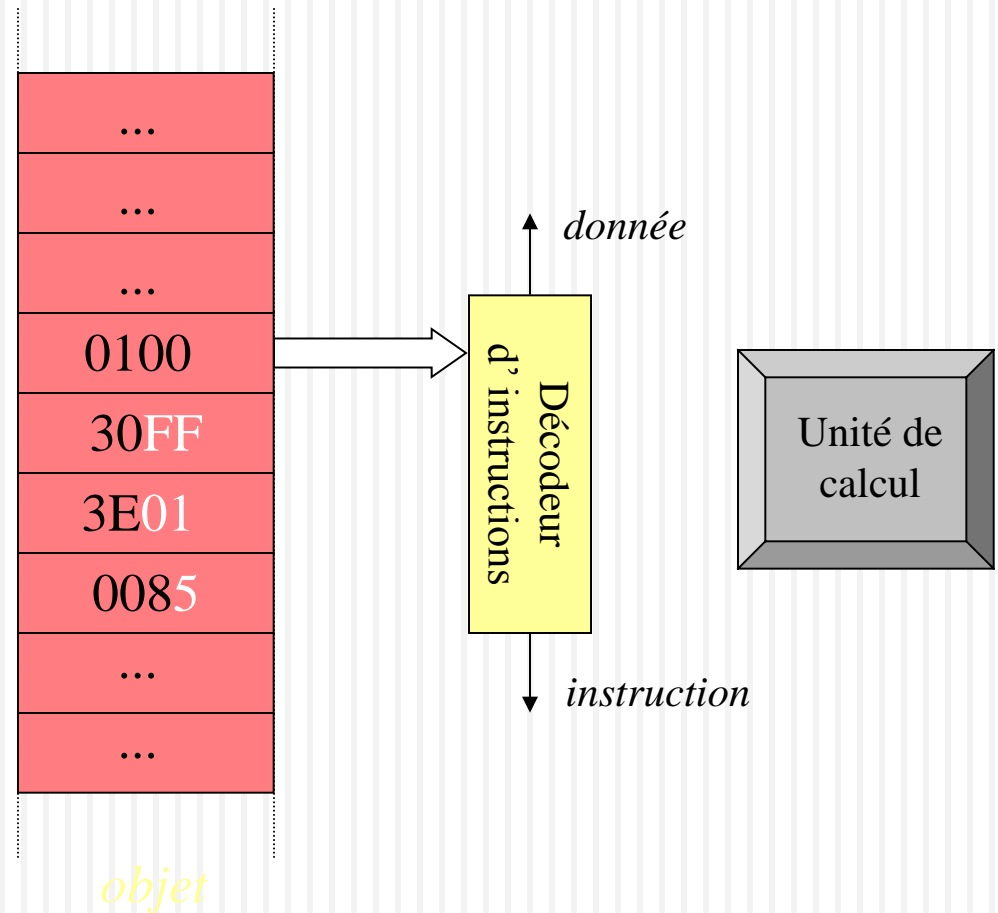 ...
...
...
0100
30FF
3E01
0085
...
...
donnée
Décodeur
d' instructions
instruction
Unité de
calcul
objet